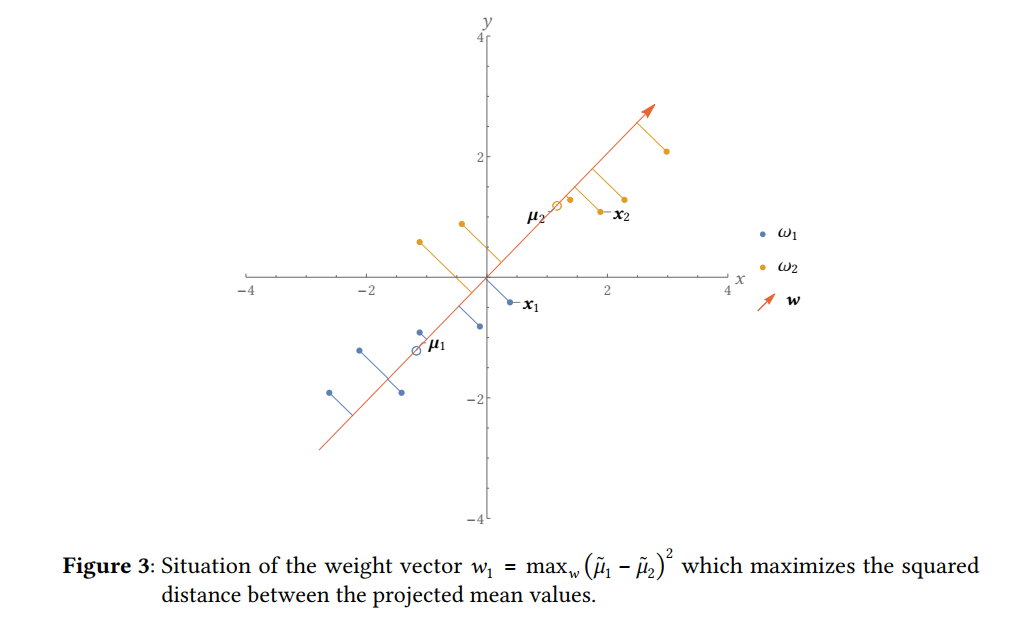 y
4
2
μ₂
x₂
ω₁
ω₂
−4
−2
2
4
x
w
x₁
μ₁
−2
−4
Figure 3: Situation of the weight vector w₁ = max_w (μ̃₁ − μ̃₂)² which maximizes the squared
distance between the projected mean values.